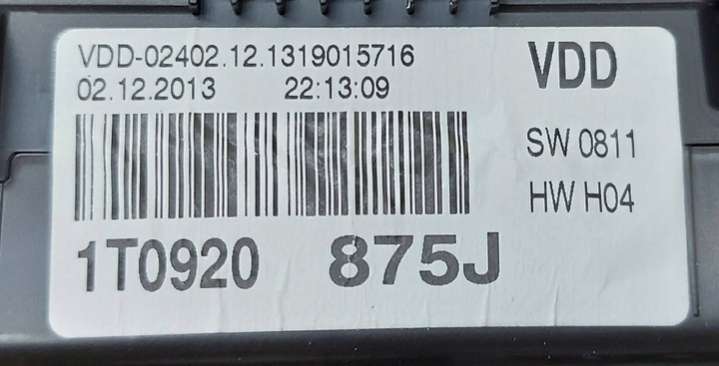 VDD-02402.12.1319015716
02.12.2013 22:13:09
VDD
SW 0811
HW H04
1T0920 875J